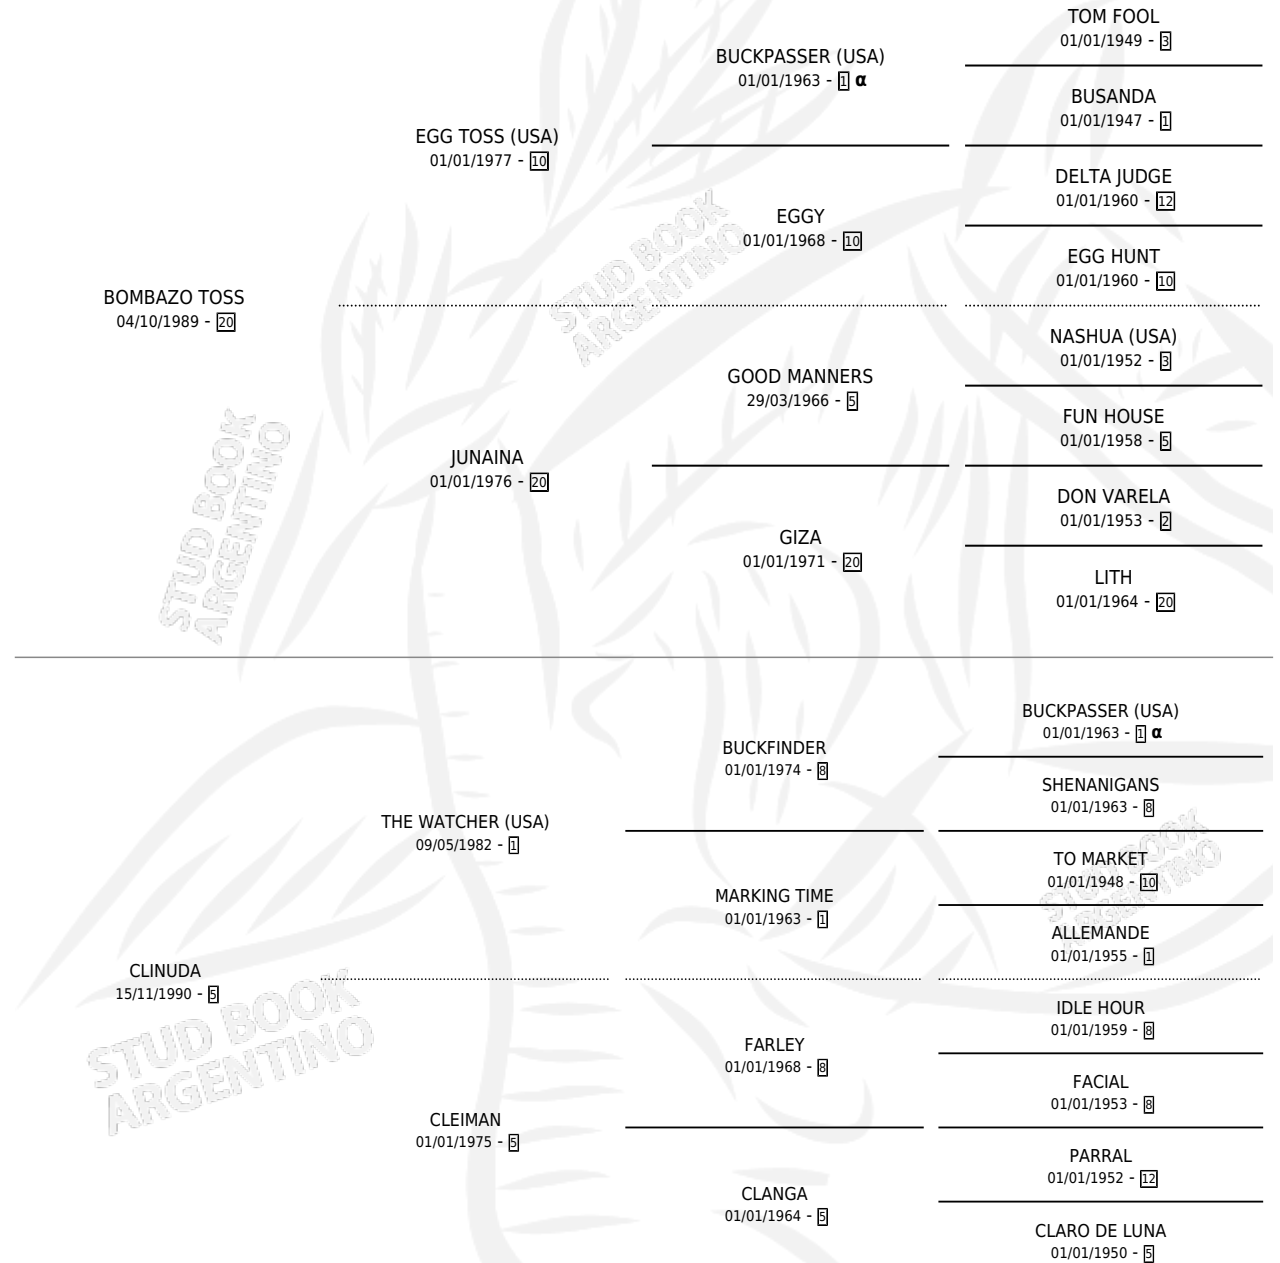 TOM FOOL
01/01/1949 - 3
BUCKPASSER (USA)
01/01/1963 - 1 α
BUSANDA
01/01/1947 - 1
EGG TOSS (USA)
01/01/1977 - 10
DELTA JUDGE
01/01/1960 - 12
EGGY
01/01/1968 - 10
EGG HUNT
01/01/1960 - 10
BOMBAZO TOSS
04/10/1989 - 20
NASHUA (USA)
01/01/1952 - 3
GOOD MANNERS
29/03/1966 - 5
FUN HOUSE
01/01/1958 - 5
JUNAINA
01/01/1976 - 20
DON VARELA
01/01/1953 - 2
GIZA
01/01/1971 - 20
LITH
01/01/1964 - 20
BUCKPASSER (USA)
01/01/1963 - 1 α
BUCKFINDER
01/01/1974 - 8
SHENANIGANS
01/01/1963 - 8
THE WATCHER (USA)
09/05/1982 - 1
TO MARKET
01/01/1948 - 10
MARKING TIME
01/01/1963 - 1
ALLEMANDE
01/01/1955 - 1
CLINUDA
15/11/1990 - 5
IDLE HOUR
01/01/1959 - 8
FARLEY
01/01/1968 - 8
FACIAL
01/01/1953 - 8
CLEIMAN
01/01/1975 - 5
PARRAL
01/01/1952 - 12
CLANGA
01/01/1964 - 5
CLARO DE LUNA
01/01/1950 - 5
STUD BOOK
ARGENTINO
STUD BOOK
ARGENTINO
STUD BOOK
ARGENTINO
STUD BOOK
ARGENTINO